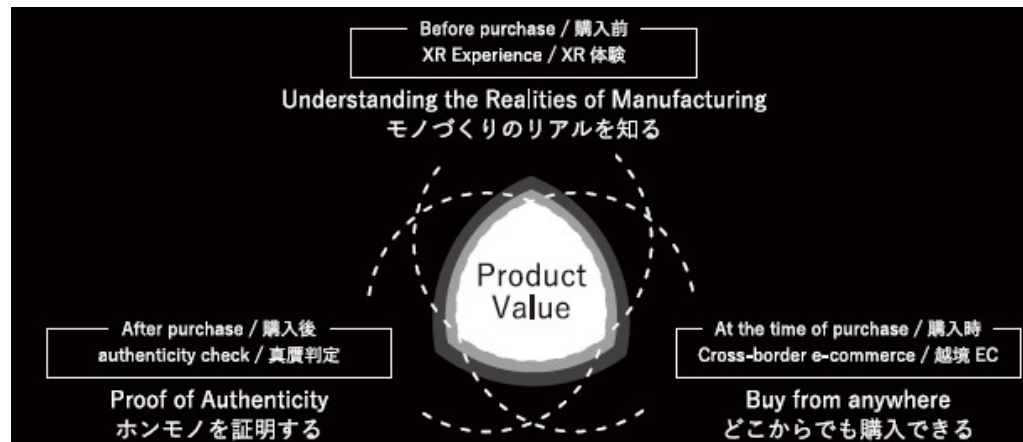 Before purchase / 購入前
XR Experience / XR 体験
Understanding the Realities of Manufacturing
モノづくりのリアルを知る
Product
Value
After purchase / 購入後
authenticity check / 真贋判定
Proof of Authenticity
ホンモノを証明する
At the time of purchase / 購入時
Cross-border e-commerce / 越境 EC
Buy from anywhere
どこからでも購入できる